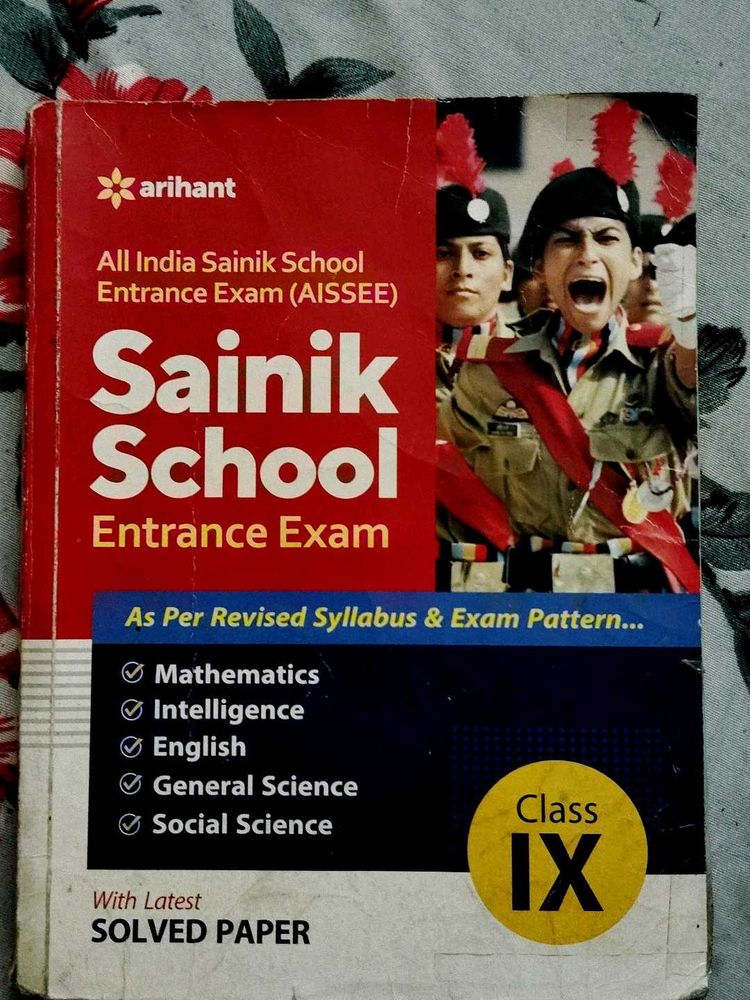 arihant
All India Sainik School
Entrance Exam (AISSEE)
Sainik
School
Entrance Exam
As Per Revised Syllabus & Exam Pattern...
Mathematics
Intelligence
English
General Science
Social Science
Class
IX
With Latest
SOLVED PAPER